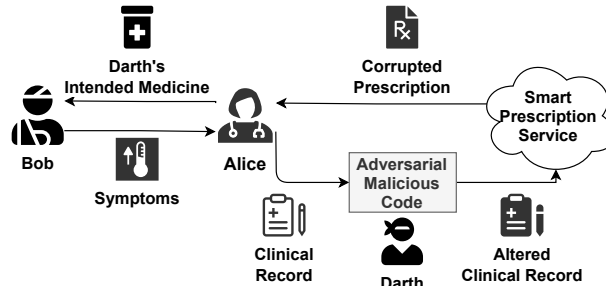 Darth's
Intended Medicine
Rx
Corrupted
Prescription
Smart
Prescription
Service
Bob
Alice
Symptoms
Adversarial
Malicious
Code
Clinical
Record
Darth
Altered
Clinical Record